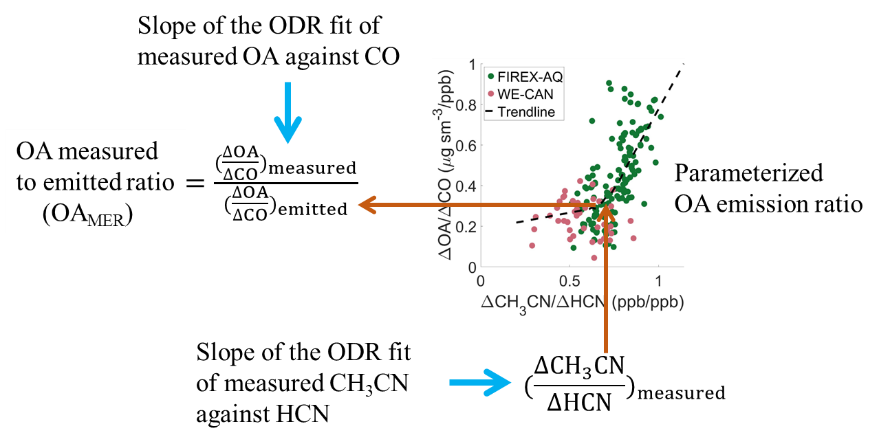 Slope of the ODR fit of
measured OA against CO
OA measured
to emitted ratio
(OA_MER)
= (ΔOA/ΔCO)measured / (ΔOA/ΔCO)emitted
ΔOA/ΔCO (μg sm⁻³/ppb)
1
0.8
0.6
0.4
0.2
0
FIREX-AQ
WE-CAN
Trendline
0 0.5 1
ΔCH₃CN/ΔHCN (ppb/ppb)
Parameterized
OA emission ratio
Slope of the ODR fit
of measured CH₃CN
against HCN
(ΔCH₃CN/ΔHCN)measured